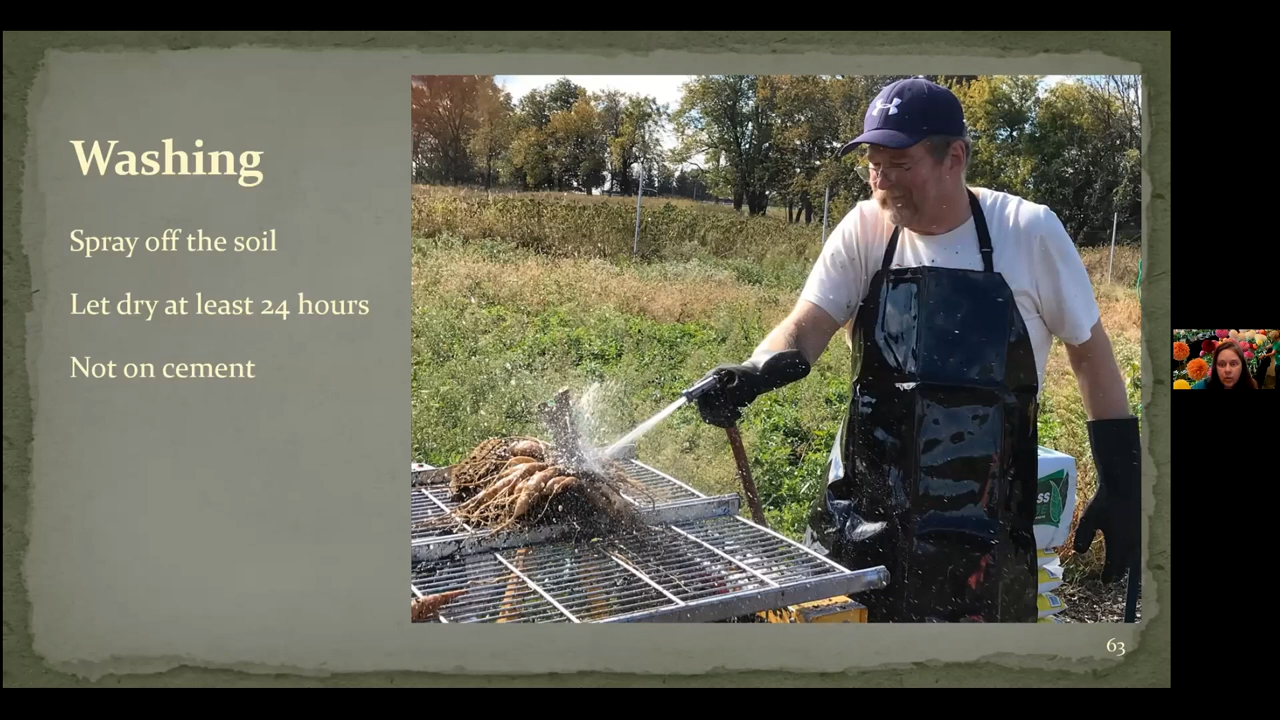 Washing
Spray off the soil
Let dry at least 24 hours
Not on cement
63